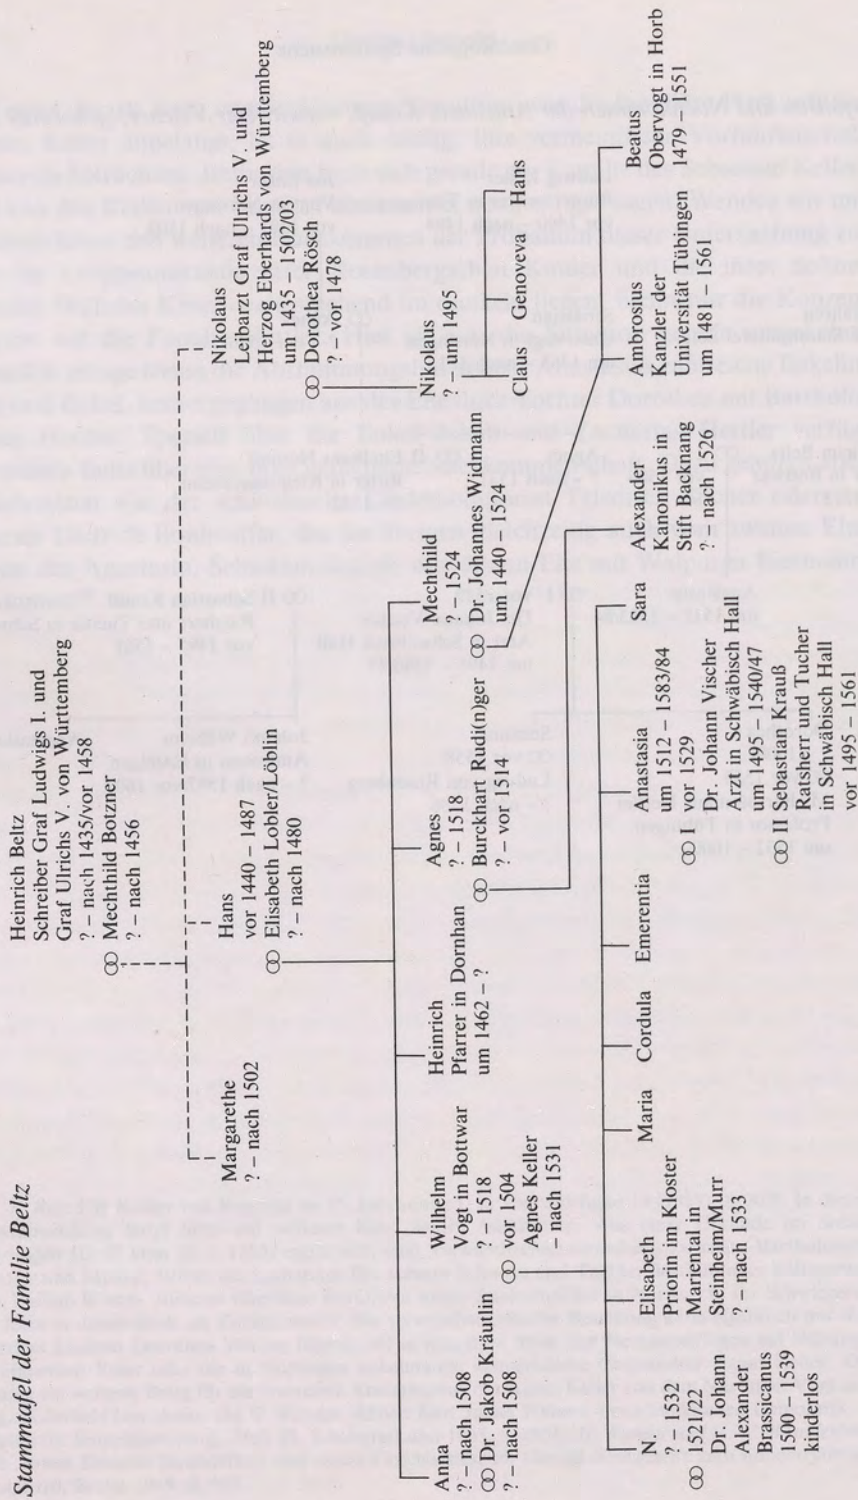 Stammtafel der Familie Beltz
Heinrich Beltz
Schreiber Graf Ludwigs I. und
Graf Ulrichs V. von Württemberg
? – nach 1435/vor 1458
⚭ Mechthild Botzner
? – nach 1456
Margarethe
? – nach 1502
Hans
vor 1440 – 1487
⚭ Elisabeth Lobler/Löblin
? – nach 1480
Nikolaus
Leibarzt Graf Ulrichs V. und
Herzog Eberhards v. Württemberg
um 1435 – 1502/03
⚭ Dorothea Rösch
? – vor 1478
Anna
? – nach 1508
⚭ Dr. Jakob Kräutlin
? – nach 1508
Wilhelm
Vogt in Bottwar
? – 1518
⚭ vor 1504
Agnes Keller
? – nach 1531
Heinrich
Pfarrer in Dornhan
um 1462 – ?
Agnes
? – 1518
⚭ Burckhart Rudi(n)ger
? – vor 1514
Mechthild
? – 1524
⚭ Dr. Johannes Widmann
um 1440 – 1524
Nikolaus
? – um 1495
Claus
Genoveva
Hans
N.
? – 1532
⚭ 1521/22
Dr. Johann
Alexander
Brassicanus
1500 – 1539
kinderlos
Elisabeth
Priorin im Kloster
Mariental in
Steinheim/Murr
? – nach 1533
Maria
Cordula
Emerentia
Anastasia
um 1512 – 1583/84
⚭ I vor 1529
Dr. Johann Vischer
Arzt in Schwäbisch Hall
um 1495 – 1540/47
⚭ II Sebastian Krauß
Ratsherr und Tucher
in Schwäbisch Hall
vor 1495 – 1561
Sara
Alexander
Kanonikus in
Stift Backnang
? – nach 1526
Ambrosius
Kanzler der
Universität Tübingen
um 1481 – 1561
Beatus
Obervogt in Horb
1479 – 1551